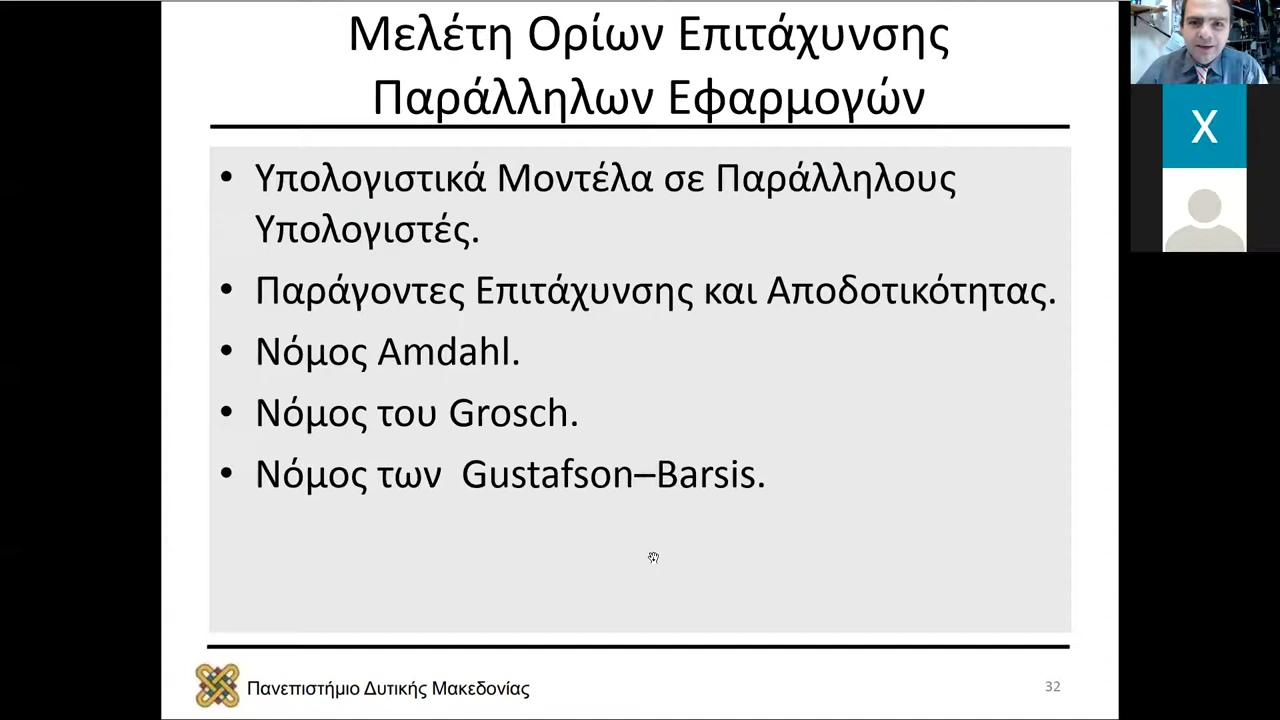 Μελέτη Ορίων Επιτάχυνσης
Παράλληλων Εφαρμογών
• Υπολογιστικά Μοντέλα σε Παράλληλους
Υπολογιστές.
• Παράγοντες Επιτάχυνσης και Αποδοτικότητας.
• Νόμος Amdahl.
• Νόμος του Grosch.
• Νόμος των Gustafson–Barsis.
Πανεπιστήμιο Δυτικής Μακεδονίας
32
X